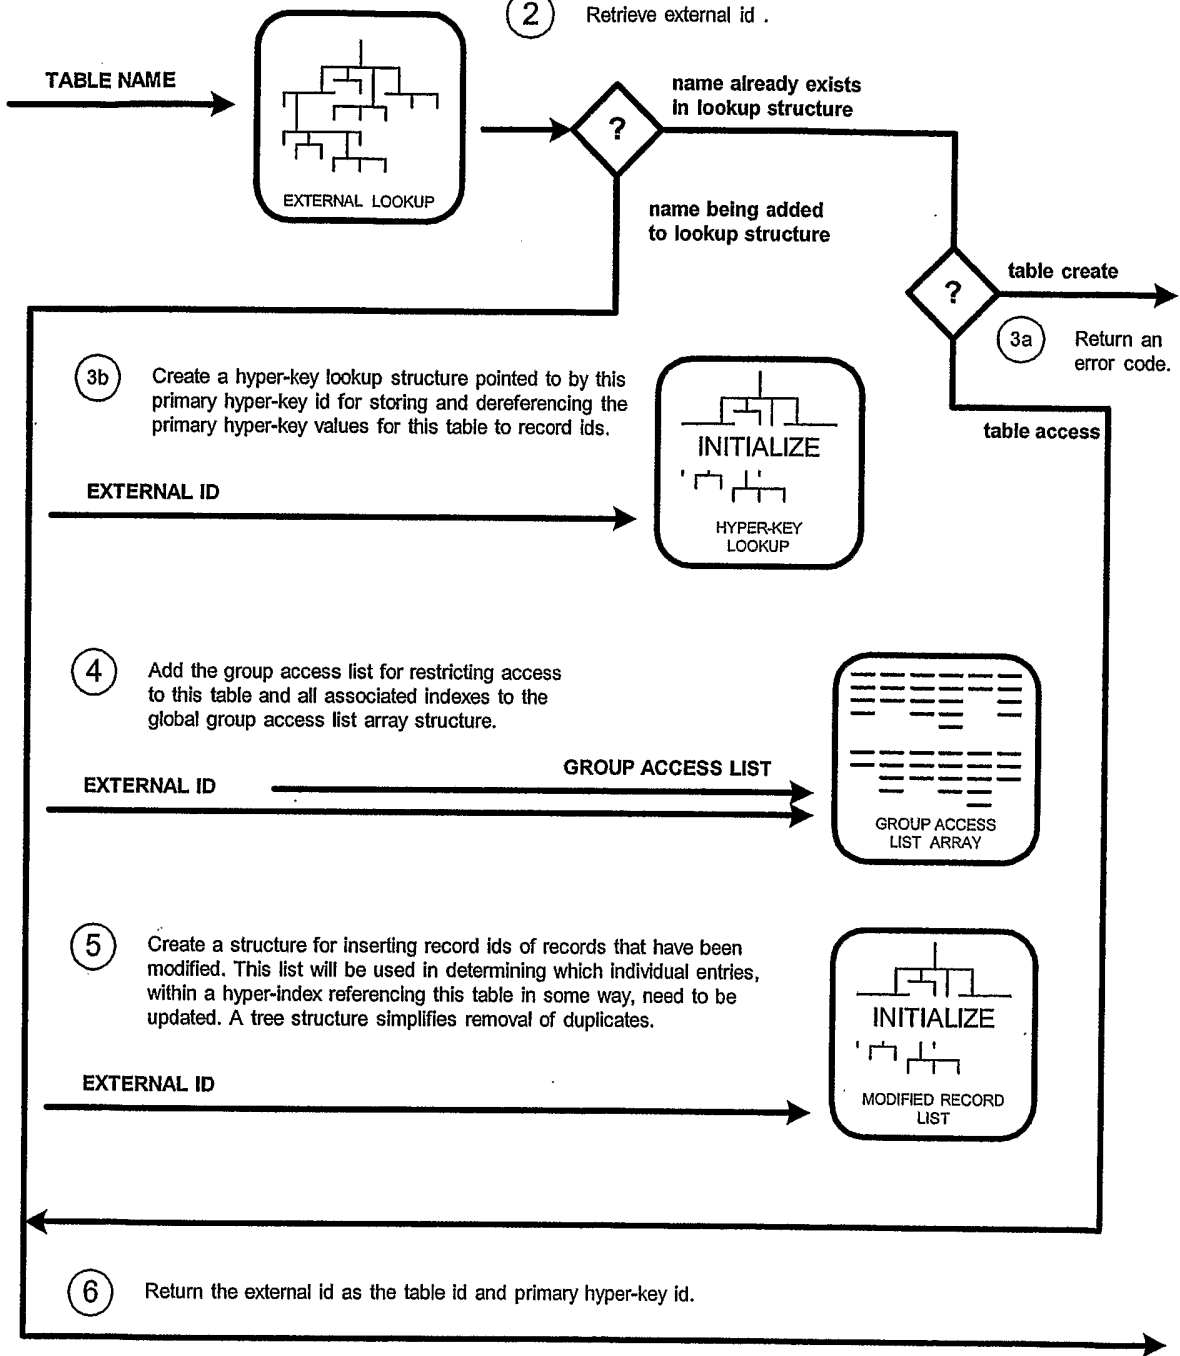 2
Retrieve external id .
TABLE NAME
EXTERNAL LOOKUP
?
name already exists
in lookup structure
name being added
to lookup structure
?
table create
3a
Return an
error code.
table access
3b
Create a hyper-key lookup structure pointed to by this
primary hyper-key id for storing and dereferencing the
primary hyper-key values for this table to record ids.
EXTERNAL ID
INITIALIZE
HYPER-KEY
LOOKUP
4
Add the group access list for restricting access
to this table and all associated indexes to the
global group access list array structure.
GROUP ACCESS LIST
EXTERNAL ID
GROUP ACCESS
LIST ARRAY
5
Create a structure for inserting record ids of records that have been
modified. This list will be used in determining which individual entries,
within a hyper-index referencing this table in some way, need to be
updated. A tree structure simplifies removal of duplicates.
EXTERNAL ID
INITIALIZE
MODIFIED RECORD
LIST
6
Return the external id as the table id and primary hyper-key id.